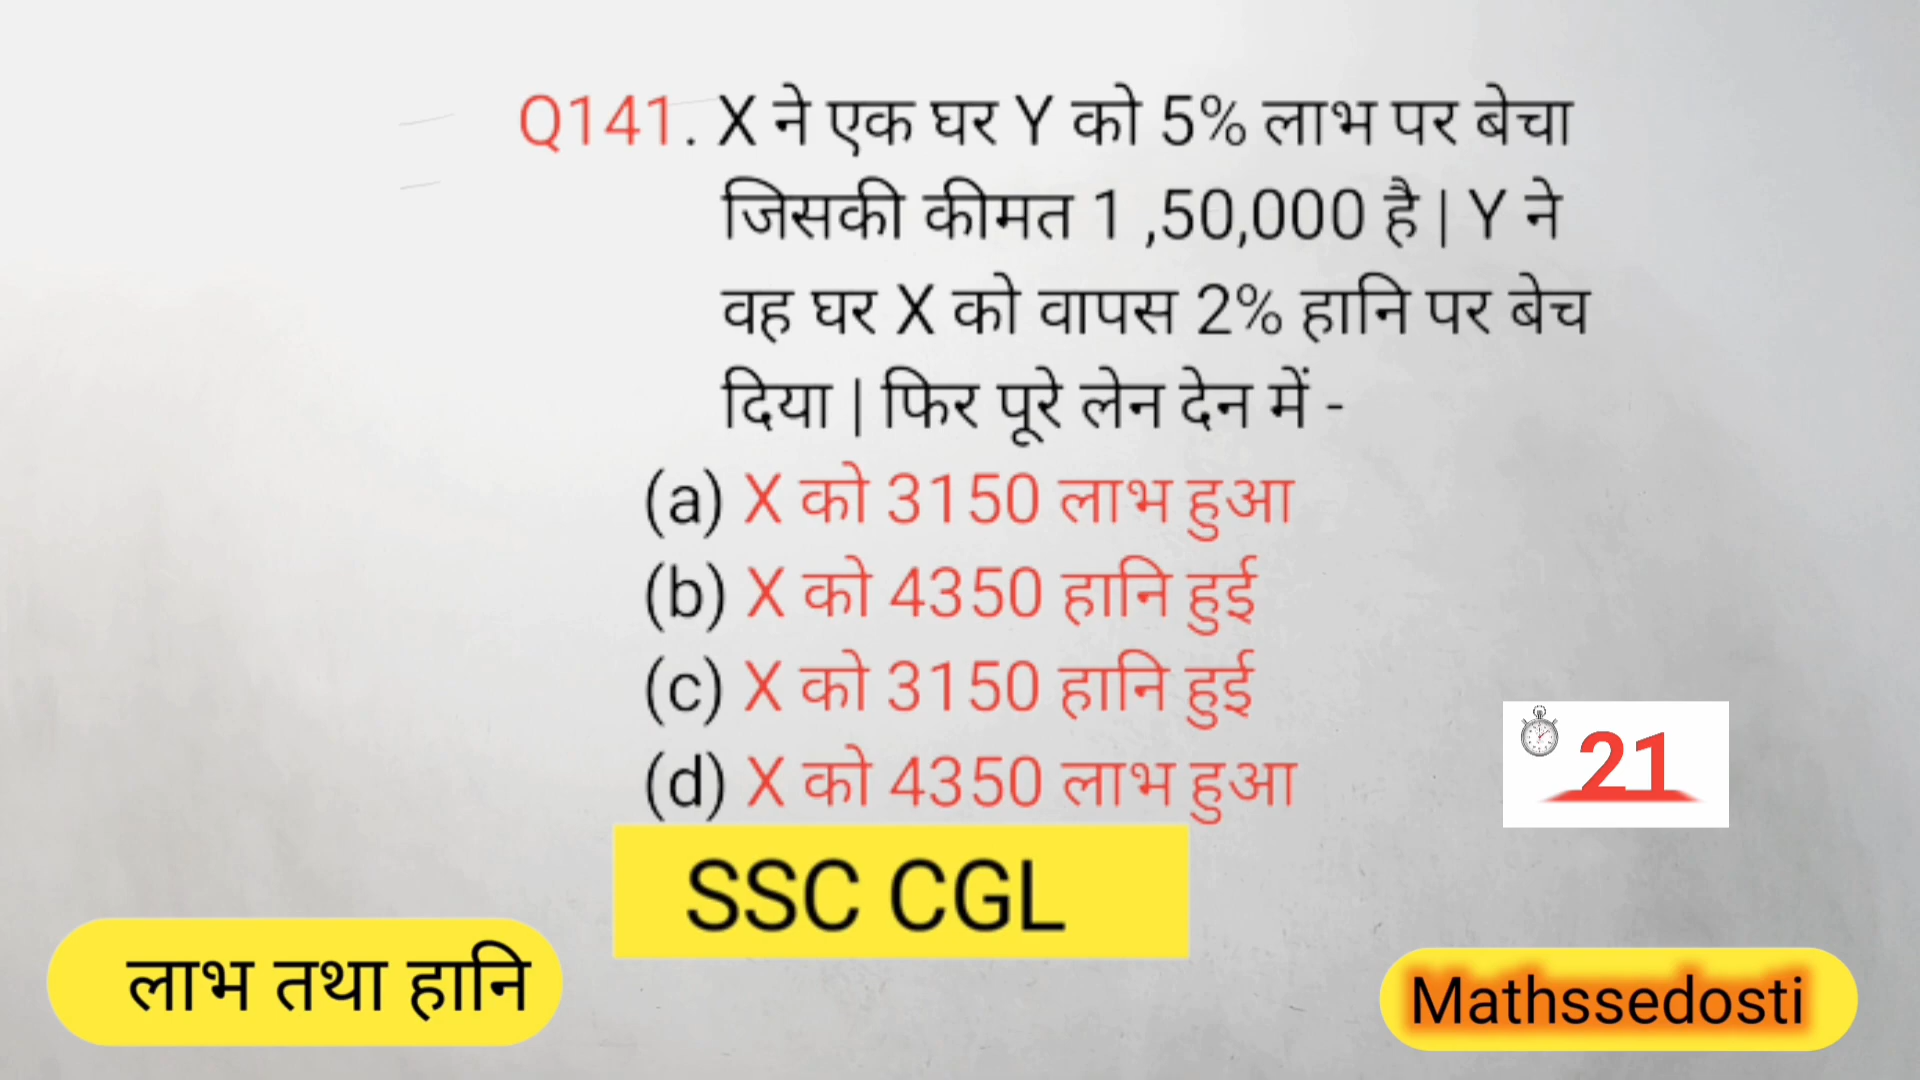 Q141. X ने एक घर Y को 5% लाभ पर बेचा
जिसकी कीमत 1 ,50,000 है | Y ने
वह घर X को वापस 2% हानि पर बेच
दिया | फिर पूरे लेन देन में -
(a) X को 3150 लाभ हुआ
(b) X को 4350 हानि हुई
(c) X को 3150 हानि हुई
(d) X को 4350 लाभ हुआ
21
SSC CGL
लाभ तथा हानि
Mathssedosti